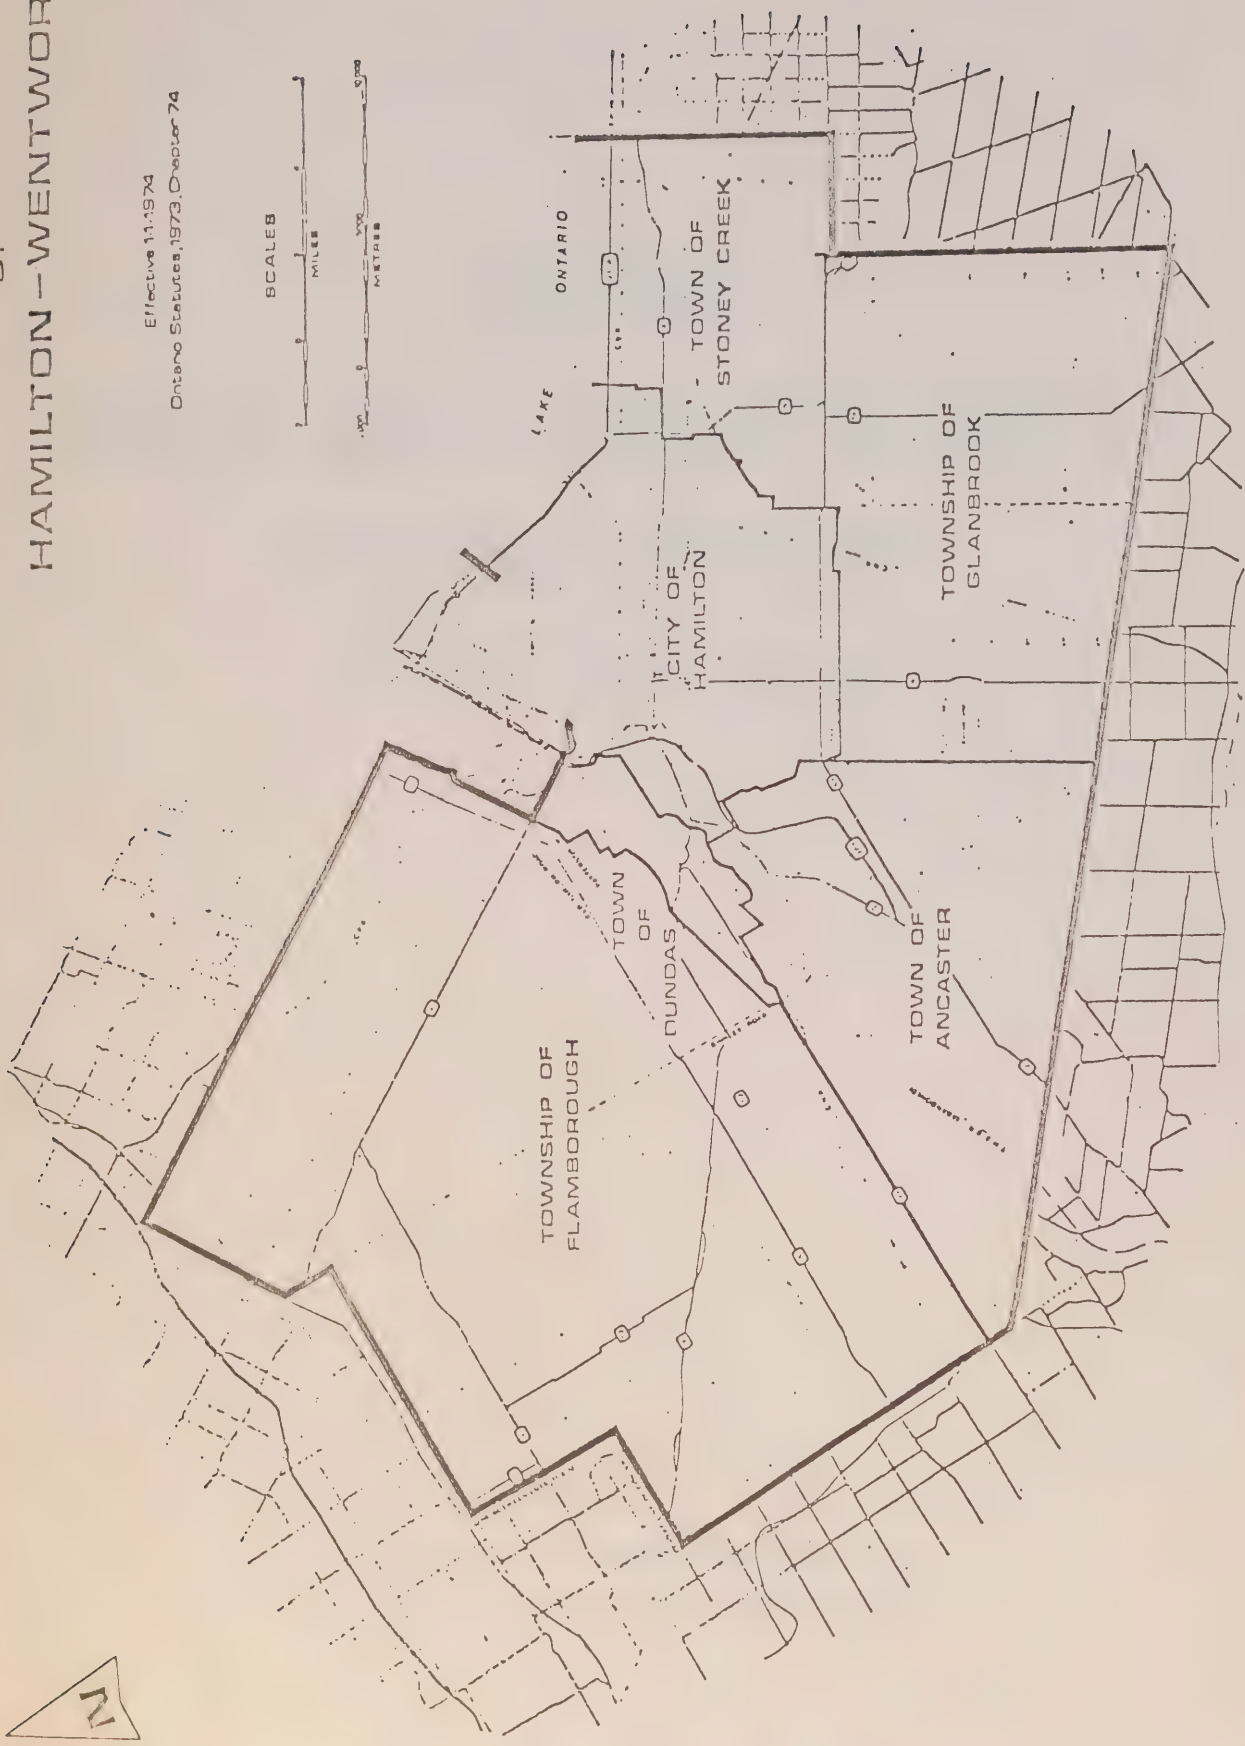 HAMILTON–WENTWOR
Effective 1·1·1974
Ontario Statutes, 1973, Chapter 74
SCALES
MILES
METRES
LAKE
ONTARIO
TOWN OF
STONEY CREEK
CITY OF
HAMILTON
TOWNSHIP OF
GLANBROOK
TOWN
OF
DUNDAS
TOWN OF
ANCASTER
TOWNSHIP OF
FLAMBOROUGH
N